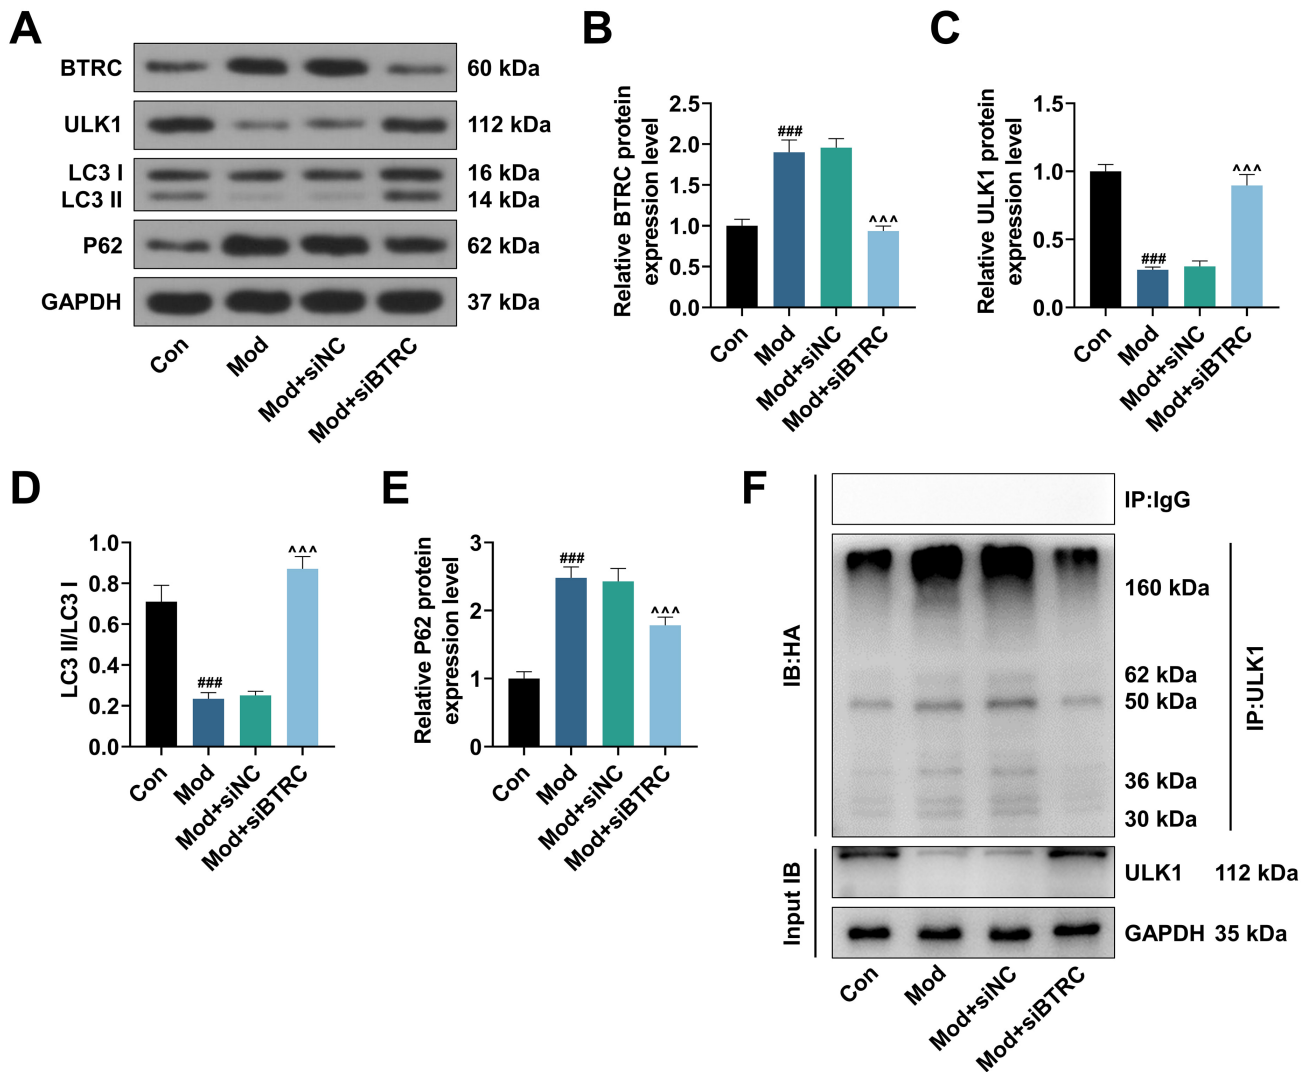 A
BTRC
60 kDa
ULK1
112 kDa
LC3 I
16 kDa
LC3 II
14 kDa
P62
62 kDa
GAPDH
37 kDa
Con
Mod
Mod+siNC
Mod+siBTRC
B
Relative BTRC protein
expression level
2.5
2.0
1.5
1.0
0.5
0.0
###
^^^
Con
Mod
Mod+siNC
Mod+siBTRC
C
Relative ULK1 protein
expression level
1.5
1.0
0.5
0.0
###
^^^
Con
Mod
Mod+siNC
Mod+siBTRC
D
LC3 II/LC3 I
1.0
0.8
0.6
0.4
0.2
0.0
###
^^^
Con
Mod
Mod+siNC
Mod+siBTRC
E
Relative P62 protein
expression level
3
2
1
0
###
^^^
Con
Mod
Mod+siNC
Mod+siBTRC
F
IB:HA
IP:IgG
160 kDa
62 kDa
50 kDa
36 kDa
30 kDa
IP:ULK1
Input IB
ULK1 112 kDa
GAPDH 35 kDa
Con
Mod
Mod+siNC
Mod+siBTRC